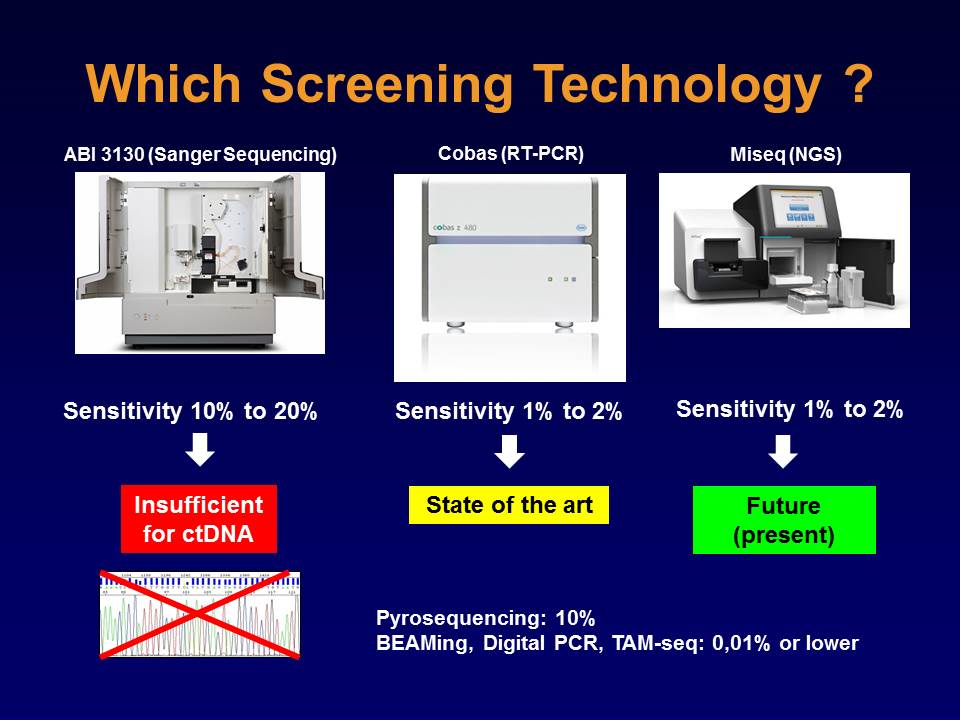 Which Screening Technology ?
ABI 3130 (Sanger Sequencing)
Cobas (RT-PCR)
Miseq (NGS)
cobas z 480
Roche
Sensitivity 10% to 20%
Sensitivity 1% to 2%
Sensitivity 1% to 2%
Insufficient
for ctDNA
State of the art
Future
(present)
Pyrosequencing: 10%
BEAMing, Digital PCR, TAM-seq: 0,01% or lower